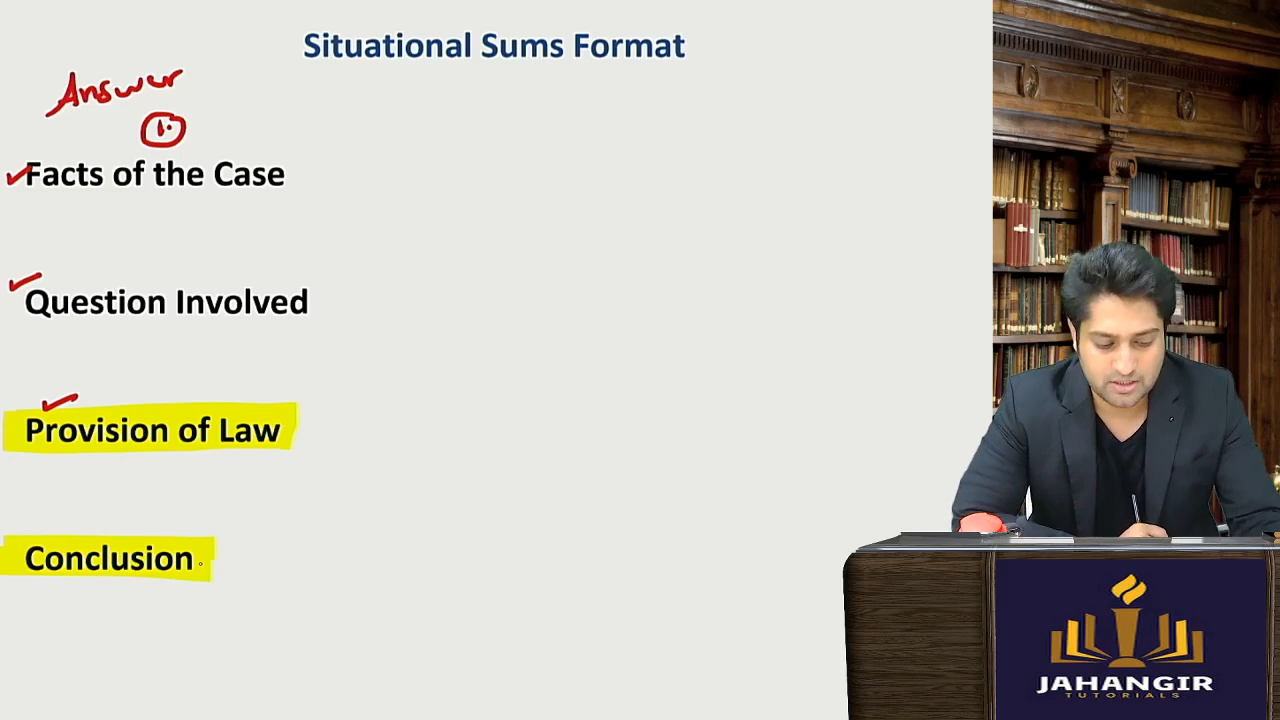 Situational Sums Format
Answer
Facts of the Case
Question Involved
Provision of Law
Conclusion
JAHANGIR
TUTORIALS